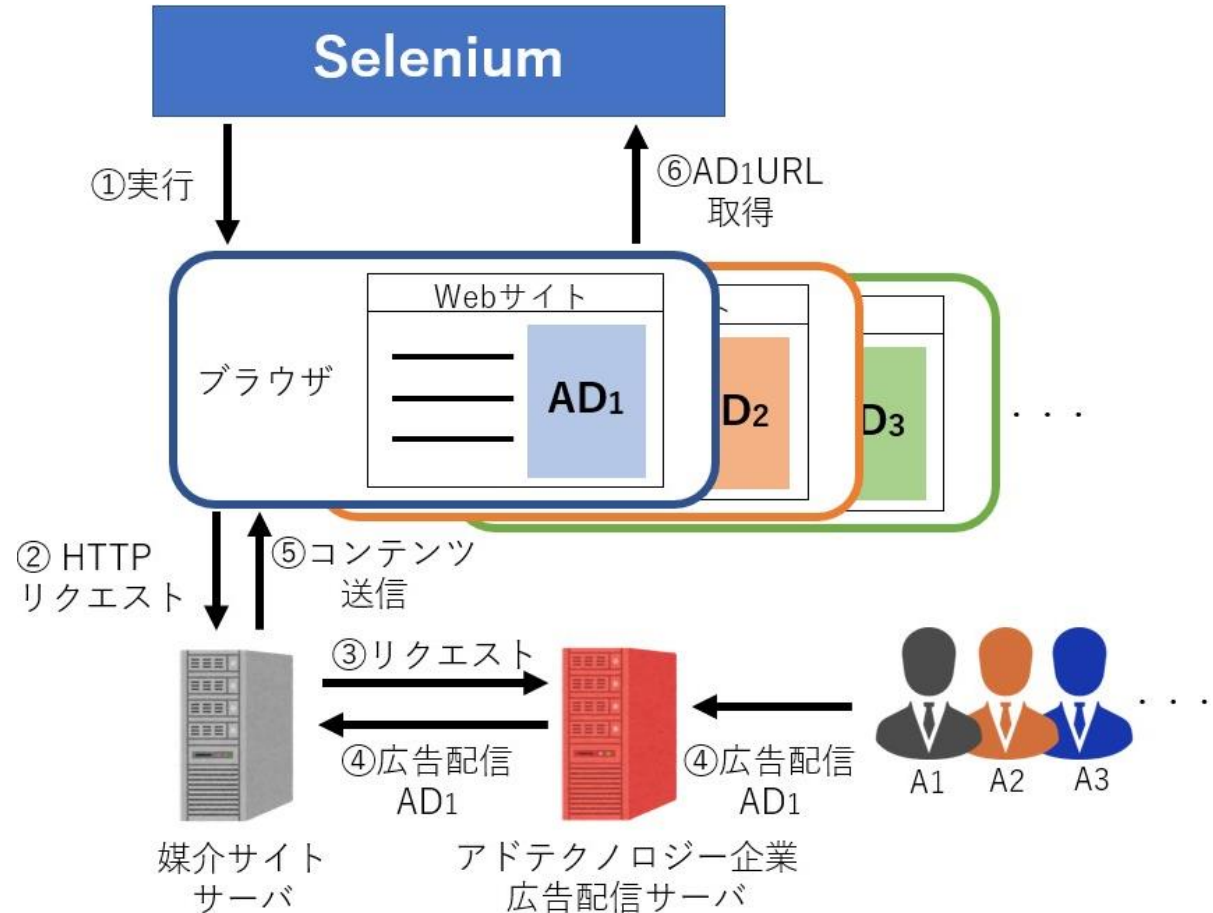 Selenium
①実行
⑥AD1URL
取得
Webサイト
ト
ブラウザ
AD1
D2
D3
・・・
② HTTP
リクエスト
⑤コンテンツ
送信
③リクエスト
④広告配信
AD1
④広告配信
AD1
・・・
A1
A2
A3
媒介サイト
サーバ
アドテクノロジー企業
広告配信サーバ